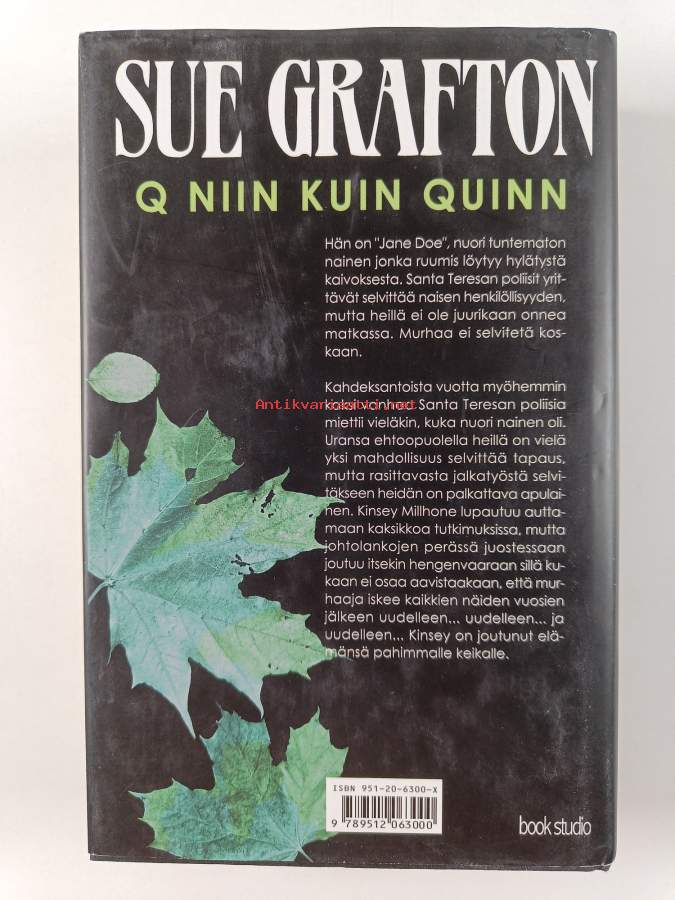 SUE GRAFTON
Q NIIN KUIN QUINN
Hän on "Jane Doe", nuori tuntematon
nainen jonka ruumis löytyy hylätystä
kaivoksesta. Santa Teresan poliisit yrit-
tävät selvittää naisen henkilöllisyyden,
mutta heillä ei ole juurikaan onnea
matkassa. Murhaa ei selvitetä kos-
kaan.
Kahdeksantoista vuotta myöhemmin
kaksi vanhaa Santa Teresan poliisia
Antikvariaatti.net
miettii vieläkin, kuka nuori nainen oli.
Uransa ehtoopuolella heillä on vielä
yksi mahdollisuus selvittää tapaus,
mutta rasittavasta jalkatyöstä selvi-
täkseen heidän on palkattava apulai-
nen. Kinsey Millhone lupautuu autta-
maan kaksikkoa tutkimuksissa, mutta
johtolankojen perässä juostessaan
joutuu itsekin hengenvaaraan sillä ku-
kaan ei osaa aavistaakaan, että mur-
haaja iskee kaikkien näiden vuosien
jälkeen uudelleen... uudelleen... ja
uudelleen... Kinsey on joutunut elä-
mänsä pahimmalle keikalle.
ISBN 951-20-6300-X
9 789512 063000
book studio